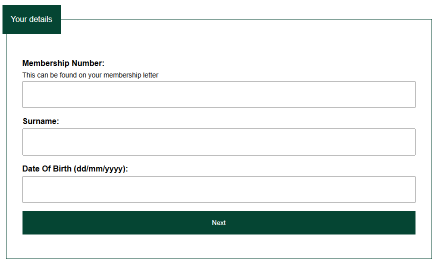 Your details
Membership Number:
This can be found on your membership letter
Surname:
Date Of Birth (dd/mm/yyyy):
Next